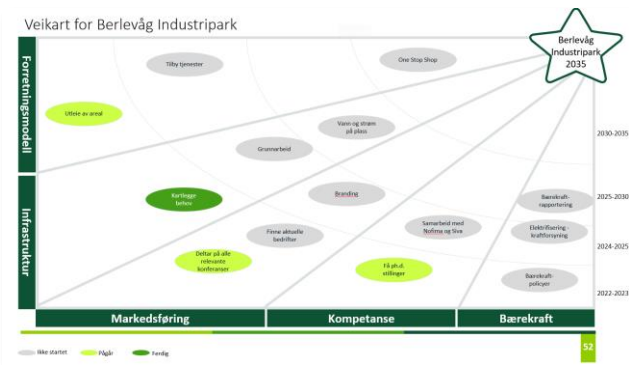 Veikart for Berlevåg Industripark
Berlevåg
Industripark
2035
Forretningsmodell
Infrastruktur
Tilby tjenester
One Stop Shop
Utleie av areal
Vann og strøm
på plass
Grunnarbeid
2030-2035
Kartlegge
behov
Branding
Bærekraft-
rapportering
2025-2030
Finne aktuelle
bedrifter
Samarbeid med
Nofima og Siva
Elektrifisering -
kraftforsyning
2024-2025
Deltar på alle
relevante
konferanser
Få ph.d.
stillinger
Bærekraft-
policyer
2022-2023
Markedsføring
Kompetanse
Bærekraft
Ikke startet
Pågår
Ferdig
52